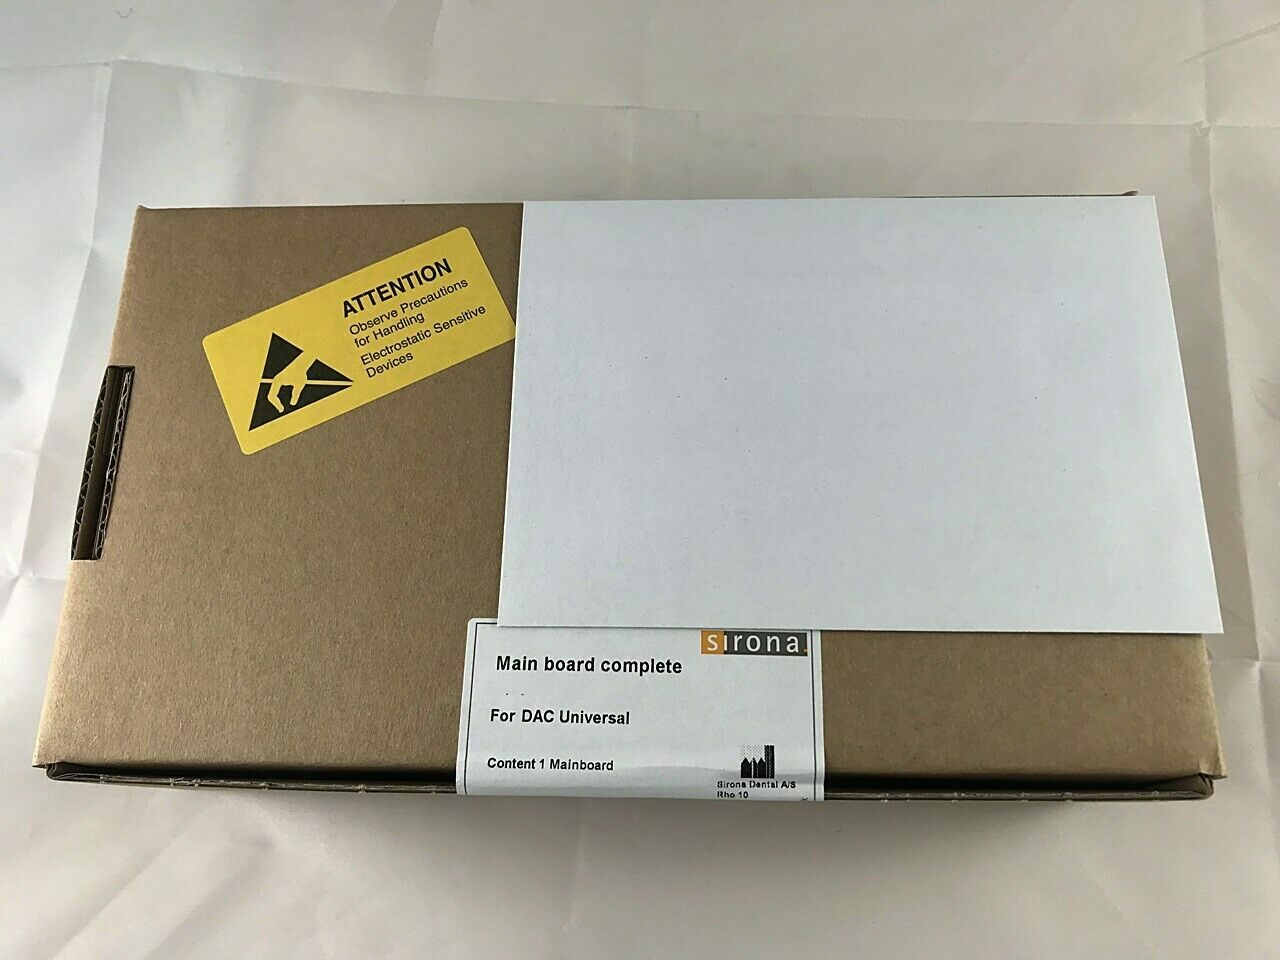 ATTENTION
Observe Precautions
for Handling
Electrostatic Sensitive
Devices
sirona.
Main board complete
For DAC Universal
Content 1 Mainboard
Sirona Dental A/S
Rho 10